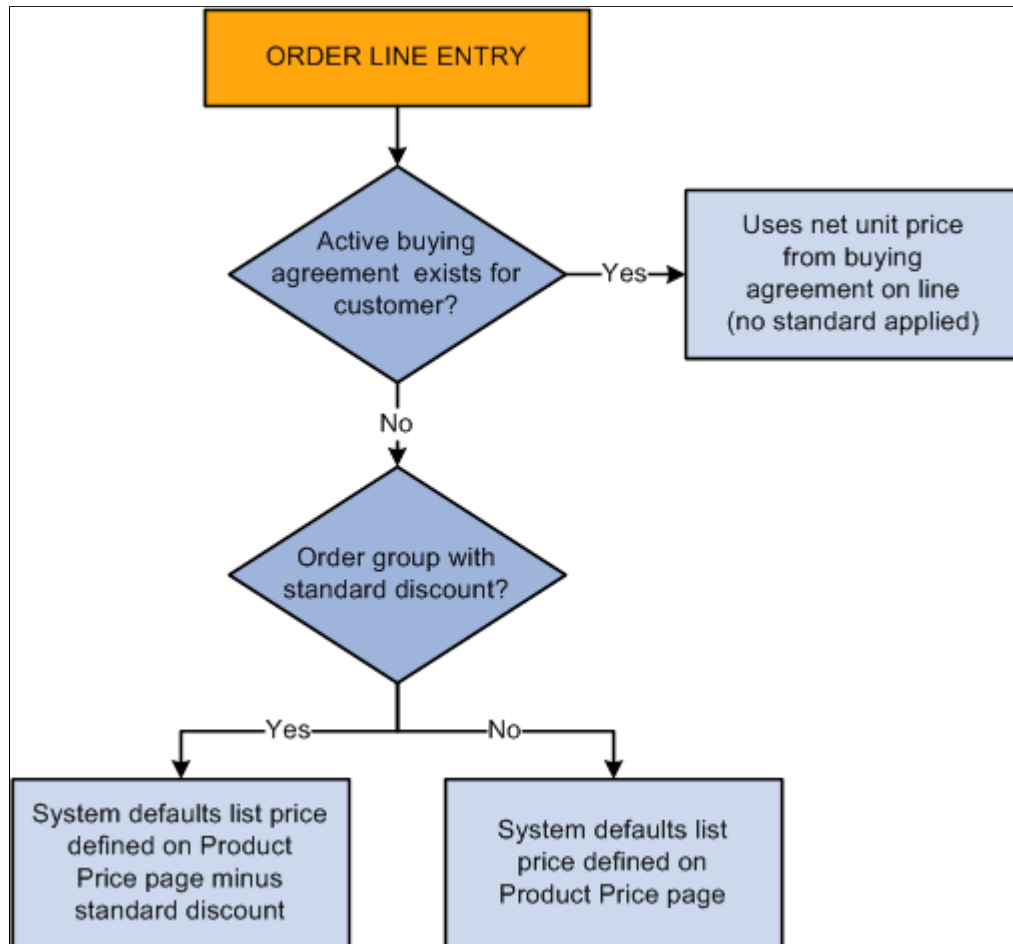 ORDER LINE ENTRY
Active buying
agreement exists for
customer?
Yes
Uses net unit price
from buying
agreement on line
(no standard applied)
No
Order group with
standard discount?
Yes
No
System defaults list price
defined on Product
Price page minus
standard discount
System defaults list
price defined on
Product Price page